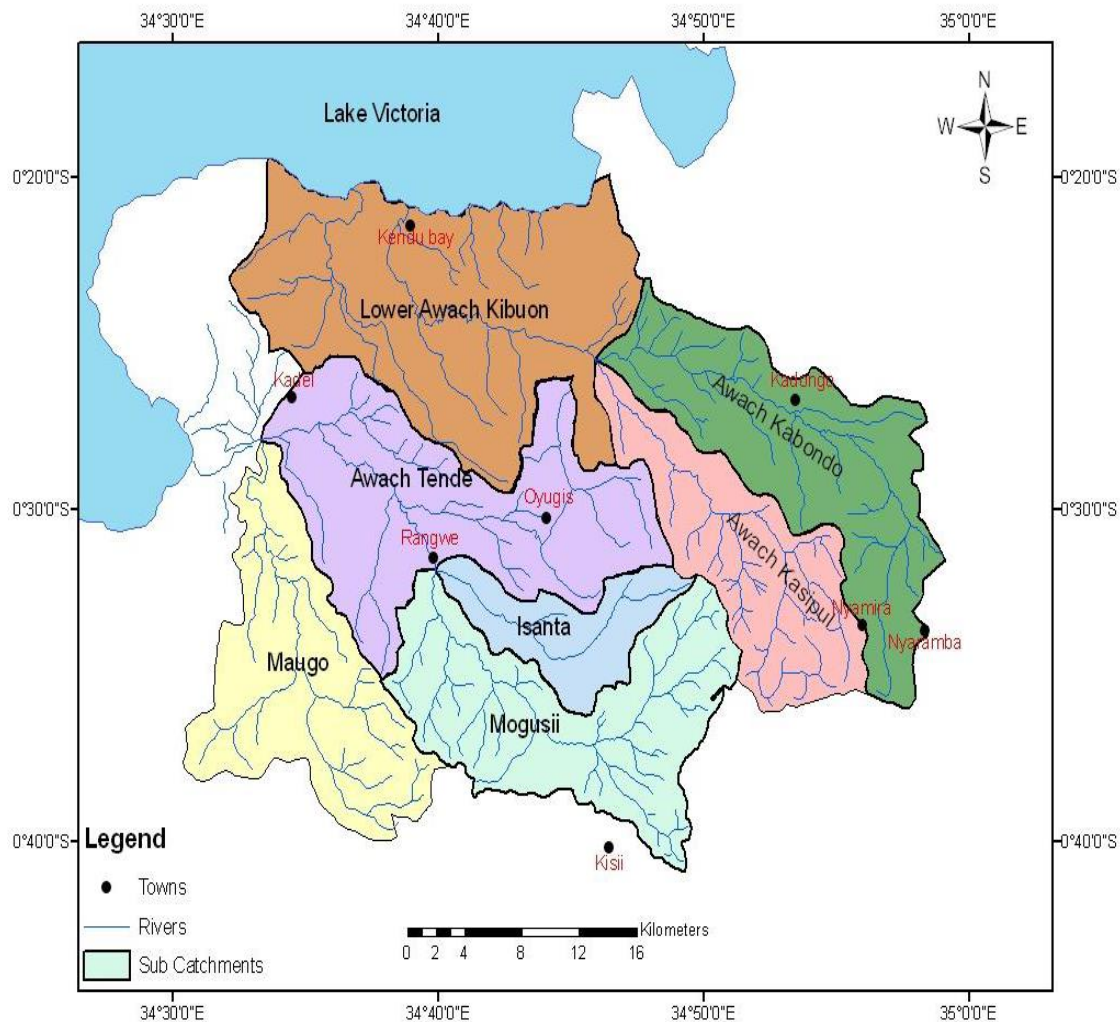 34°30'0"E
34°40'0"E
34°50'0"E
35°0'0"E
N
W
E
S
Lake Victoria
0°20'0"S
0°20'0"S
Kendu bay
Lower Awach Kibuon
Kadel
Kadongo
Awach Kabondo
Awach Tende
Oyugis
0°30'0"S
0°30'0"S
Rangwe
Awach Kasipul
Isanta
Nyamira
Nyaramba
Maugo
Mogusii
0°40'0"S
0°40'0"S
Kisii
Legend
Towns
Rivers
Sub Catchments
Kilometers
0 2 4 8 12 16
34°30'0"E
34°40'0"E
34°50'0"E
35°0'0"E